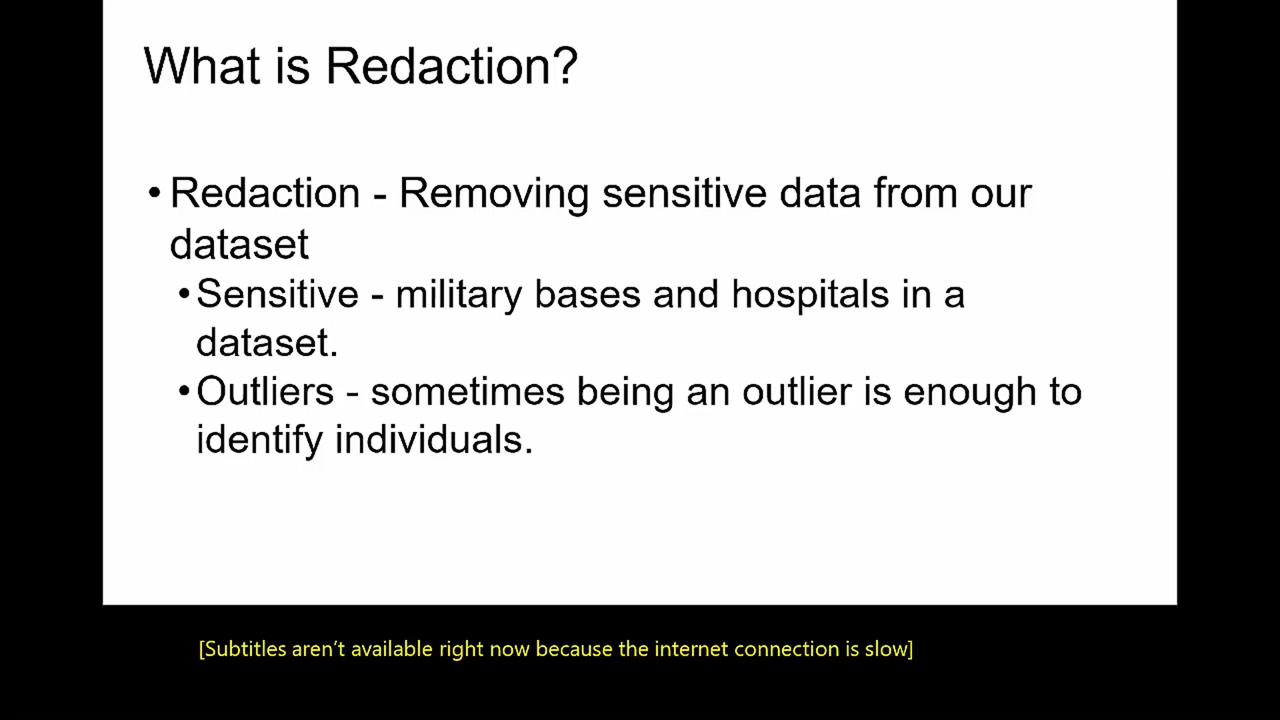 What is Redaction?
• Redaction - Removing sensitive data from our
dataset
• Sensitive - military bases and hospitals in a
dataset.
• Outliers - sometimes being an outlier is enough to
identify individuals.
[Subtitles aren’t available right now because the internet connection is slow]